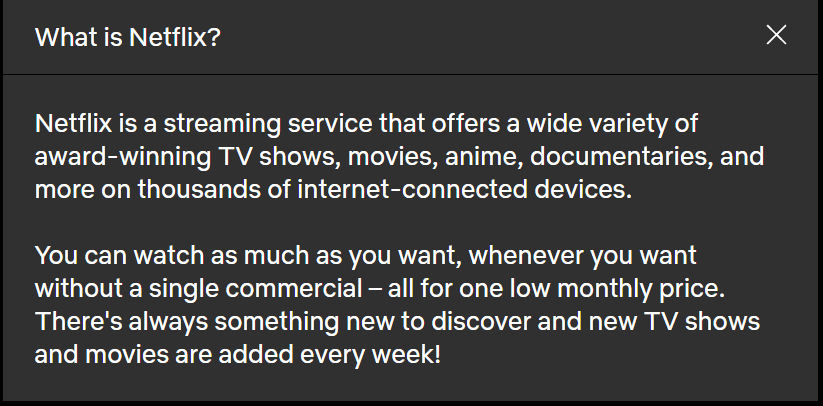 What is Netflix?
Netflix is a streaming service that offers a wide variety of
award-winning TV shows, movies, anime, documentaries, and
more on thousands of internet-connected devices.
You can watch as much as you want, whenever you want
without a single commercial – all for one low monthly price.
There's always something new to discover and new TV shows
and movies are added every week!